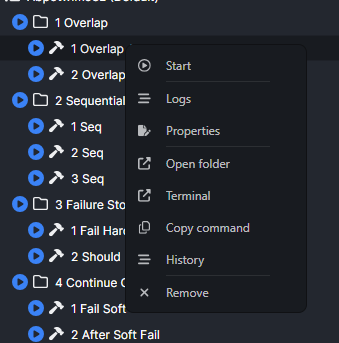 1 Overlap
1 Overlap
2 Overlap
2 Sequential
1 Seq
2 Seq
3 Seq
3 Failure Sto
1 Fail Hard
2 Should
4 Continue
1 Fail Soft
2 After Soft Fail
Start
Logs
Properties
Open folder
Terminal
Copy command
History
Remove